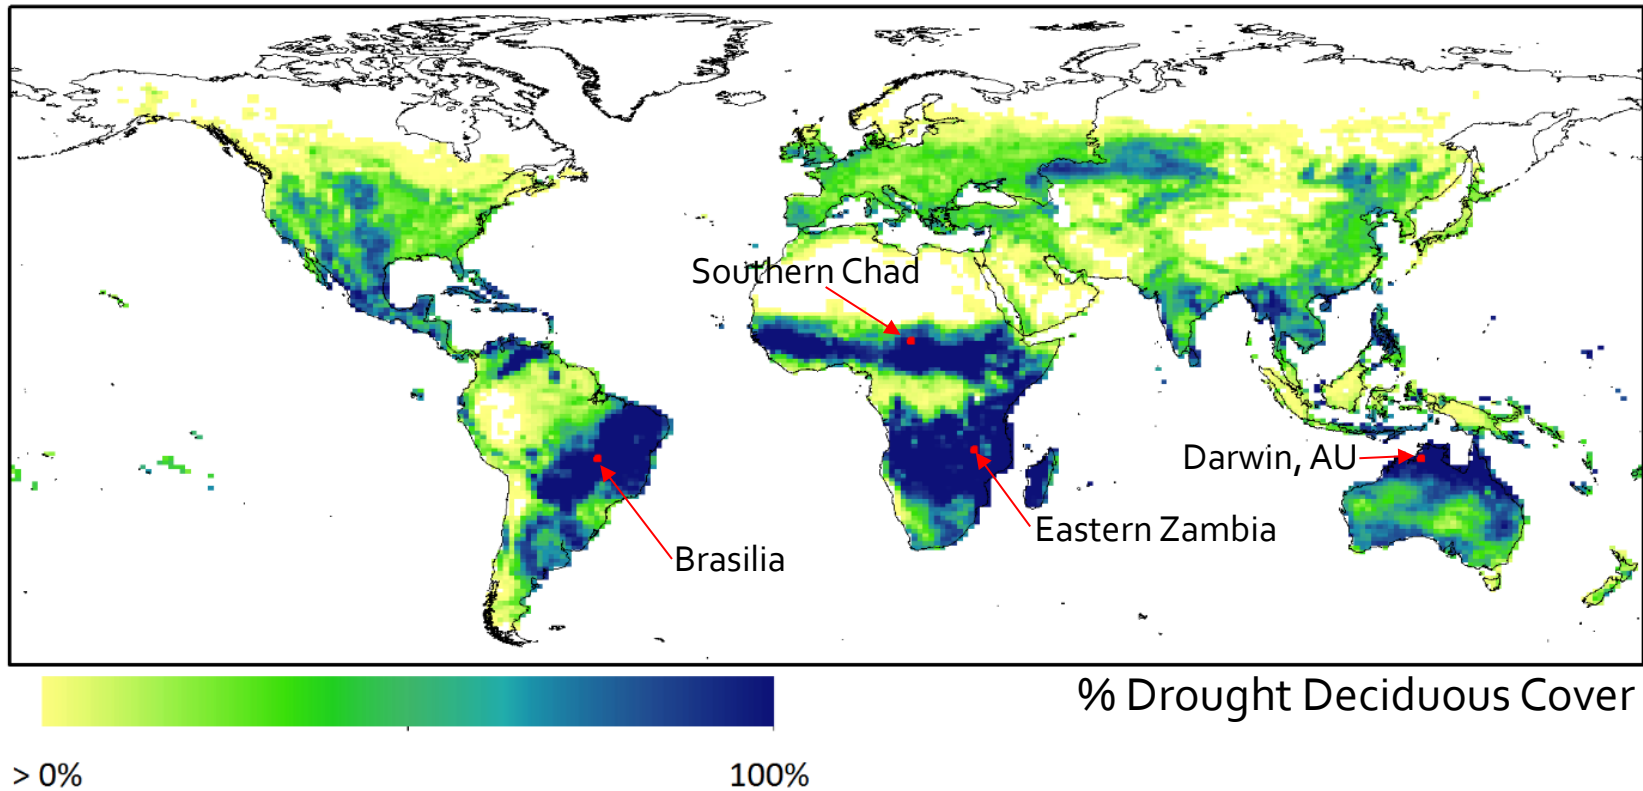 Southern Chad
Darwin, AU
Eastern Zambia
Brasilia
% Drought Deciduous Cover
> 0%
100%